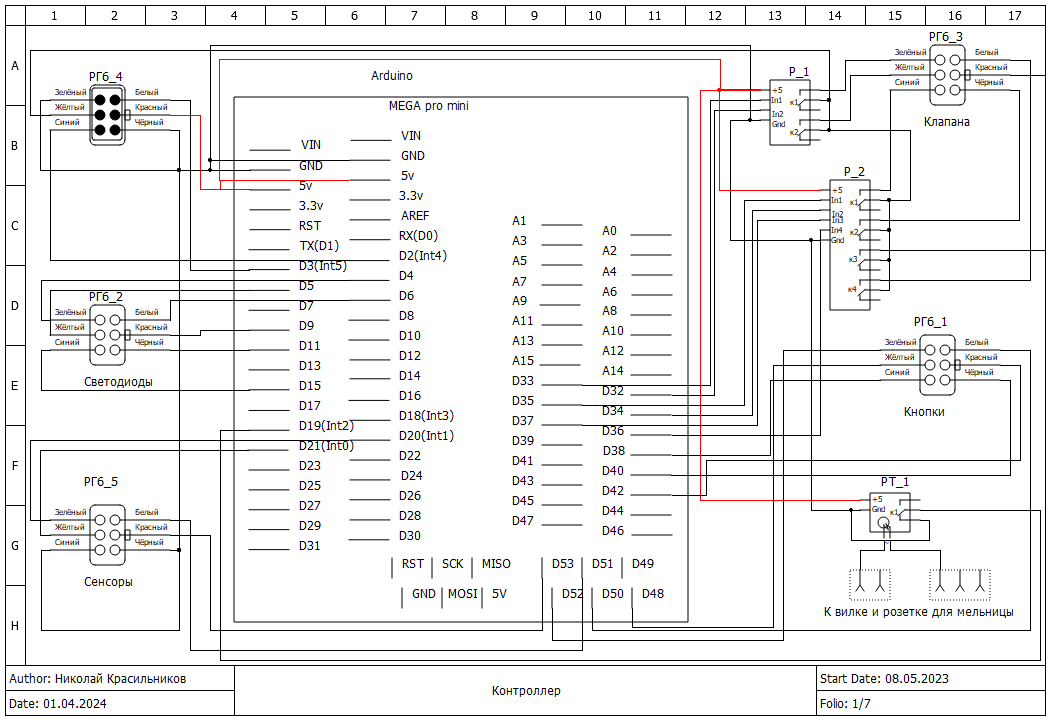 1 2 3 4 5 6 7 8 9 10 11 12 13 14 15 16 17
A
B
C
D
E
F
G
H
РГ6_4
Зелёный Белый
Жёлтый Красный
Синий Чёрный
РГ6_2
Зелёный Белый
Жёлтый Красный
Синий Чёрный
Светодиоды
РГ6_5
Зелёный Белый
Жёлтый Красный
Синий Чёрный
Сенсоры
Arduino
MEGA pro mini
VIN
GND
5v
3.3v
RST
TX(D1)
D3(Int5)
D5
D7
D9
D11
D13
D15
D17
D19(Int2)
D21(Int0)
D23
D25
D27
D29
D31
VIN
GND
5v
3.3v
AREF
RX(D0)
D2(Int4)
D4
D6
D8
D10
D12
D14
D16
D18(Int3)
D20(Int1)
D22
D24
D26
D28
D30
A1
A3
A5
A7
A9
A11
A13
A15
D33
D35
D37
D39
D41
D43
D45
D47
A0
A2
A4
A6
A8
A10
A12
A14
D32
D34
D36
D38
D40
D42
D44
D46
RST SCK MISO D53 D51 D49
GND MOSI 5V D52 D50 D48
Р_1
+5
In1
In2
Gnd
к1
к2
РГ6_3
Зелёный Белый
Жёлтый Красный
Синий Чёрный
Клапана
Р_2
+5
In1
In2
In3
In4
Gnd
к1
к2
к3
к4
РГ6_1
Зелёный Белый
Жёлтый Красный
Синий Чёрный
Кнопки
РТ_1
+5
Gnd
к1
К вилке и розетке для мельницы
Author: Николай Красильников
Date: 01.04.2024
Контроллер
Start Date: 08.05.2023
Folio: 1/7